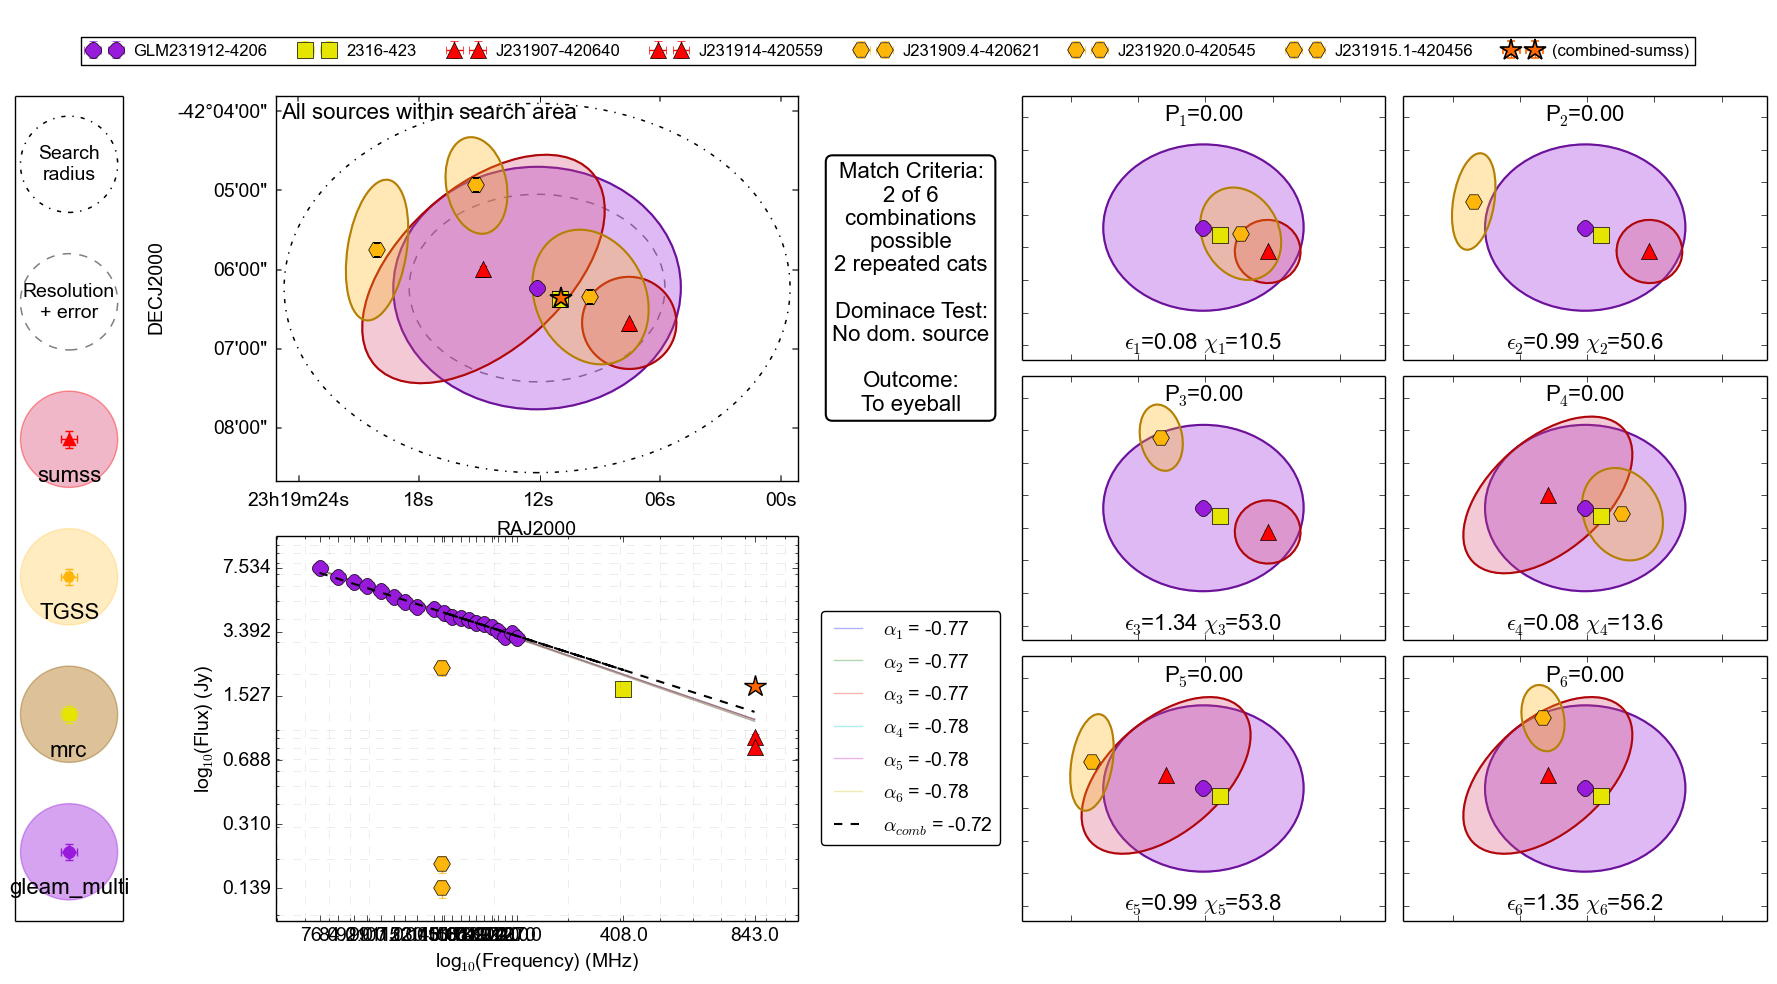 GLM231912-4206 2316-423 J231907-420640 J231914-420559 J231909.4-420621 J231920.0-420545 J231915.1-420456 (combined-sumss)
Search
radius
Resolution
+ error
sumss
TGSS
mrc
gleam_multi
All sources within search area
-42°04'00"
05'00"
06'00"
07'00"
08'00"
DECJ2000
23h19m24s 18s 12s 06s 00s
RAJ2000
Match Criteria:
2 of 6
combinations
possible
2 repeated cats
Dominace Test:
No dom. source
Outcome:
To eyeball
7.534
3.392
1.527
0.688
0.310
0.139
log10(Flux) (Jy)
408.0 843.0
log10(Frequency) (MHz)
α1 = -0.77
α2 = -0.77
α3 = -0.77
α4 = -0.78
α5 = -0.78
α6 = -0.78
αcomb = -0.72
P1=0.00
ϵ1=0.08 χ1=10.5
P2=0.00
ϵ2=0.99 χ2=50.6
P3=0.00
ϵ3=1.34 χ3=53.0
P4=0.00
ϵ4=0.08 χ4=13.6
P5=0.00
ϵ5=0.99 χ5=53.8
P6=0.00
ϵ6=1.35 χ6=56.2